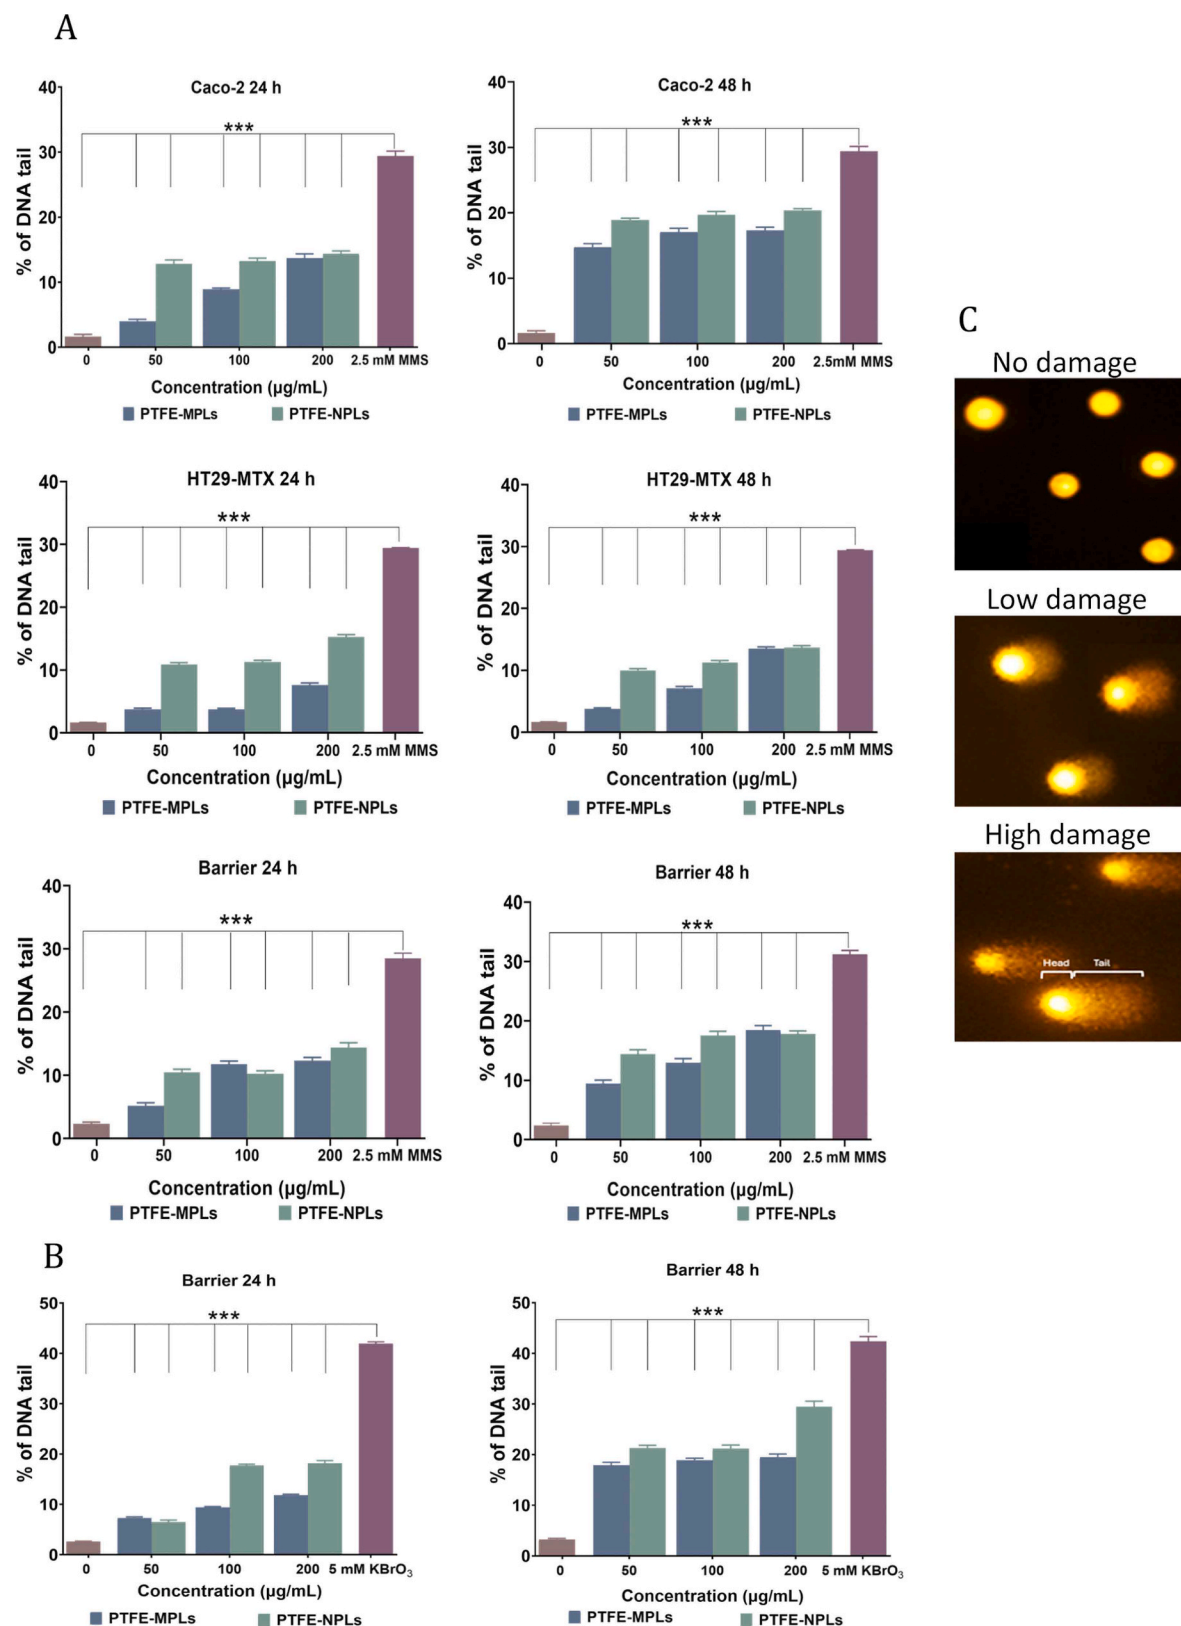 A
Caco-2 24 h
***
40
30
20
10
0
% of DNA tail
0 50 100 200 2.5 mM MMS
Concentration (µg/mL)
PTFE-MPLs PTFE-NPLs
Caco-2 48 h
***
40
30
20
10
0
% of DNA tail
0 50 100 200 2.5mM MMS
Concentration (µg/mL)
PTFE-MPLs PTFE-NPLs
HT29-MTX 24 h
***
40
30
20
10
0
% of DNA tail
0 50 100 200 2.5 mM MMS
Concentration (µg/mL)
PTFE-MPLs PTFE-NPLs
HT29-MTX 48 h
***
40
30
20
10
0
% of DNA tail
0 50 100 200 2.5 mM MMS
Concentration (µg/mL)
PTFE-MPLs PTFE-NPLs
Barrier 24 h
***
40
30
20
10
0
% of DNA tail
0 50 100 200 2.5 mM MMS
Concentration (µg/mL)
PTFE-MPLs PTFE-NPLs
Barrier 48 h
***
40
30
20
10
0
% of DNA tail
0 50 100 200 2.5 mM MMS
Concentration (µg/mL)
PTFE-MPLs PTFE-NPLs
B
Barrier 24 h
***
50
40
30
20
10
0
% of DNA tail
0 50 100 200 5 mM KBrO₃
Concentration (µg/mL)
PTFE-MPLs PTFE-NPLs
Barrier 48 h
***
50
40
30
20
10
0
% of DNA tail
0 50 100 200 5 mM KBrO₃
Concentration (µg/mL)
PTFE-MPLs PTFE-NPLs
C
No damage
Low damage
High damage
Head Tail